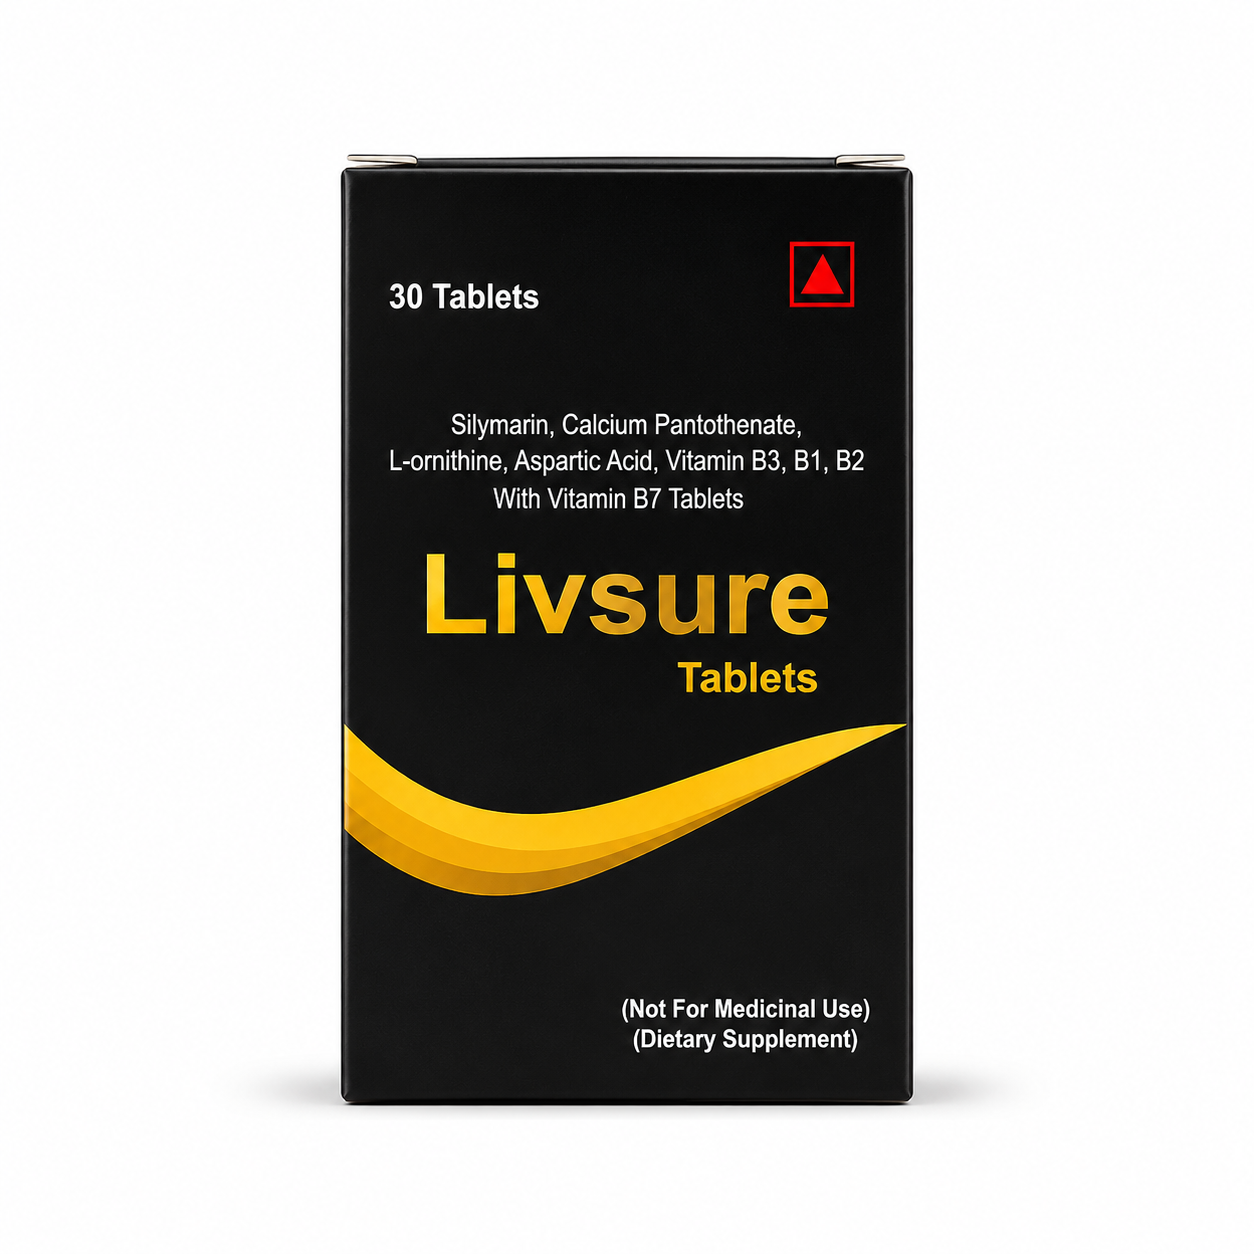 30 Tablets
Silymarin, Calcium Pantothenate,
L-ornithine, Aspartic Acid, Vitamin B3, B1, B2
With Vitamin B7 Tablets
Livsure
Tablets
(Not For Medicinal Use)
(Dietary Supplement)